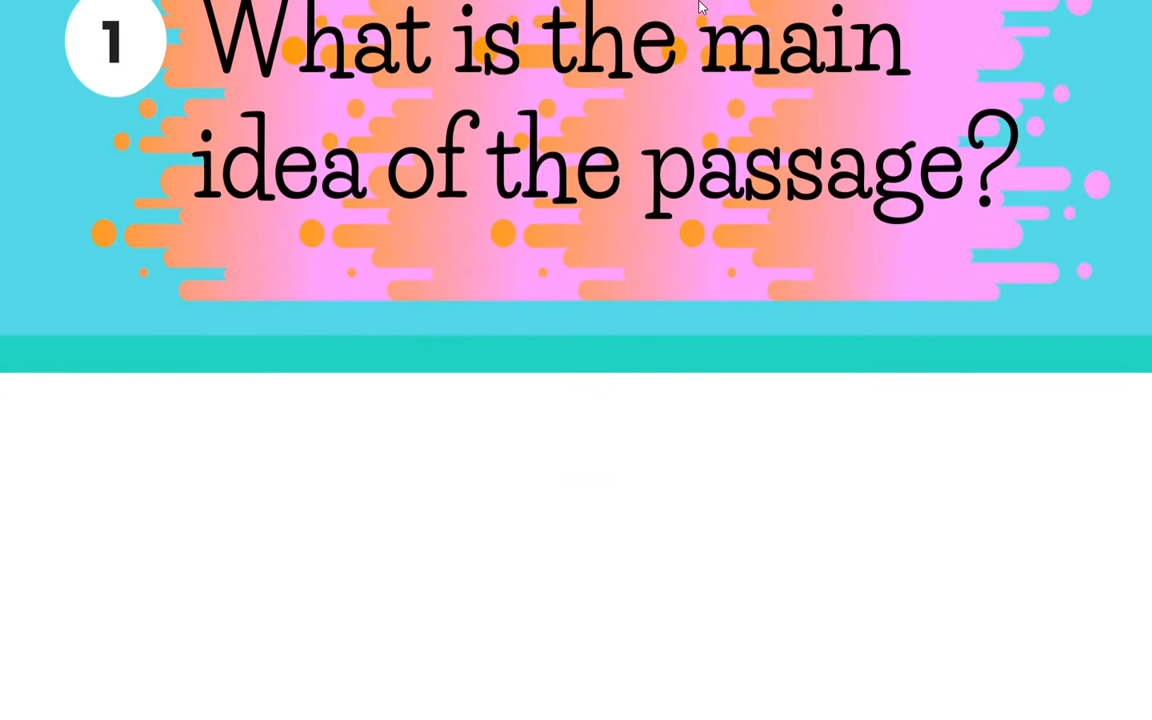 1
What is the main
idea of the passage?